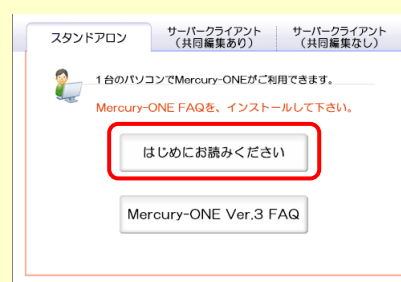 スタンドアロン
サーバークライアント
（共同編集あり）
サーバークライアント
（共同編集なし）
1台のパソコンでMercury-ONEがご利用できます。
Mercury-ONE FAQを、インストールして下さい。
はじめにお読みください
Mercury-ONE Ver.3 FAQ